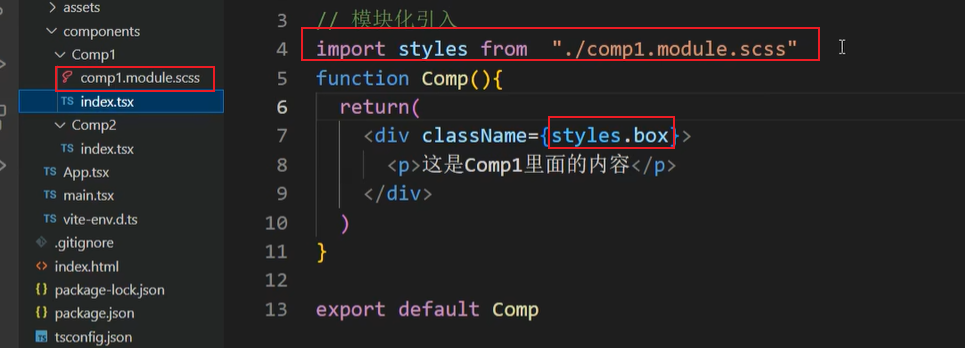 assets
components
Comp1
comp1.module.scss
TS index.tsx
Comp2
TS index.tsx
TS App.tsx
TS main.tsx
TS vite-env.d.ts
.gitignore
<> index.html
{} package-lock.json
{} package.json
TS tsconfig.json
3 // 模块化引入
4 import styles from "./comp1.module.scss"
5 function Comp(){
6 return(
7 <div className={styles.box}>
8 <p>这是Comp1里面的内容</p>
9 </div>
10 )
11 }
12
13 export default Comp